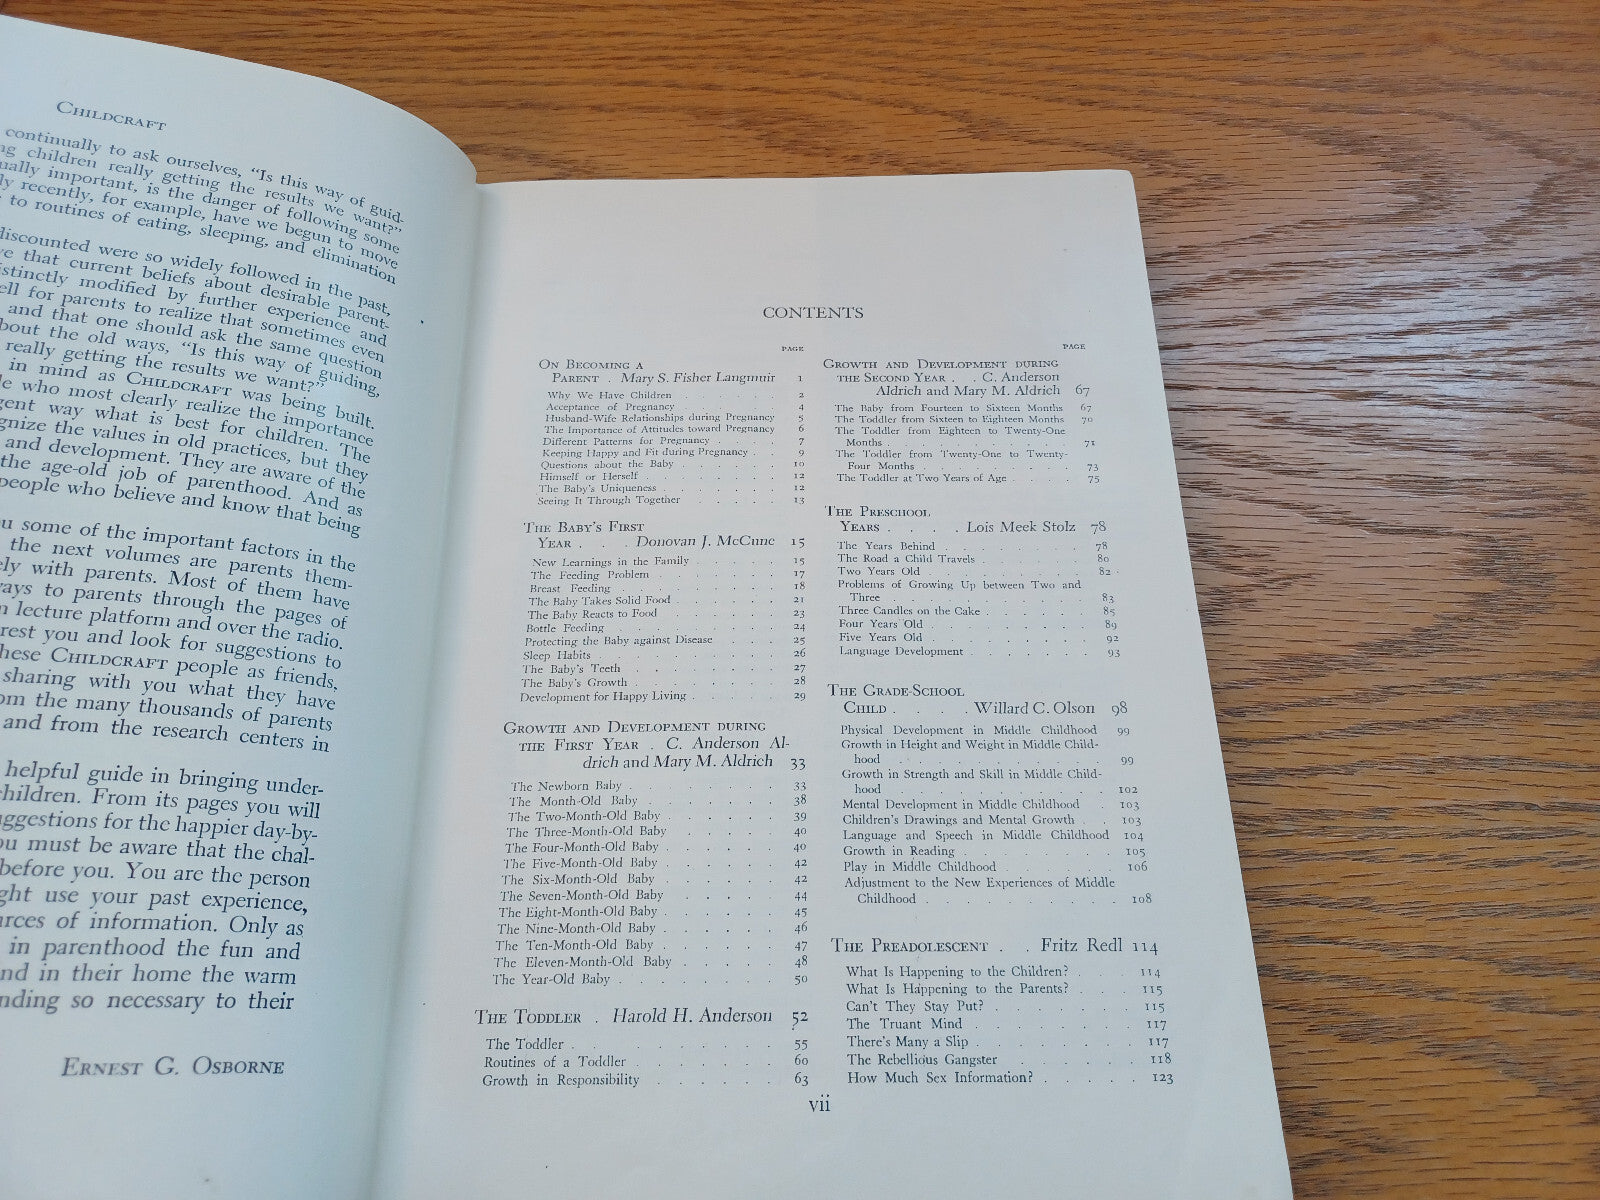 CHILDCRAFT
continually to ask ourselves, "Is this way of guid-
children really getting the results we want?"
important, is the danger of following some
recently, for example, have we begun to move
to routines of eating, sleeping, and elimination
discounted were so widely followed in the past,
that current beliefs about desirable parent-
distinctly modified by further experience and
for parents to realize that sometimes even
and that one should ask the same question
about the old ways, "Is this way of guiding,
really getting the results we want?"
in mind as CHILDCRAFT was being built.
who most clearly realize the importance
way what is best for children. The
the values in old practices, but they
and development. They are aware of the
the age-old job of parenthood. And as
people who believe and know that being
some of the important factors in the
the next volumes are parents them-
with parents. Most of them have
to parents through the pages of
lecture platform and over the radio.
you and look for suggestions to
these CHILDCRAFT people as friends,
sharing with you what they have
the many thousands of parents
and from the research centers in
helpful guide in bringing under-
children. From its pages you will
suggestions for the happier day-by-
must be aware that the chal-
before you. You are the person
use your past experience,
of information. Only as
in parenthood the fun and
in their home the warm
so necessary to their
ERNEST G. OSBORNE
CONTENTS
PAGE
ON BECOMING A
PARENT . Mary S. Fisher Langmuir 1
Why We Have Children . . . . . . 2
Acceptance of Pregnancy . . . . . 4
Husband-Wife Relationships during Pregnancy 5
The Importance of Attitudes toward Pregnancy 6
Different Patterns for Pregnancy . . . . 7
Keeping Happy and Fit during Pregnancy . . 9
Questions about the Baby . . . . . . 10
Himself or Herself . . . . . . . 12
The Baby's Uniqueness . . . . . . 12
Seeing It Through Together . . . . . 13
THE BABY'S FIRST
YEAR . . . Donovan J. McCune 15
New Learnings in the Family . . . . . 15
The Feeding Problem . . . . . . . 17
Breast Feeding . . . . . . . . 18
The Baby Takes Solid Food . . . . . . 21
The Baby Reacts to Food . . . . . . 23
Bottle Feeding . . . . . . . . 24
Protecting the Baby against Disease . . . . 25
Sleep Habits . . . . . . . . . 26
The Baby's Teeth . . . . . . . . 27
The Baby's Growth . . . . . . . 28
Development for Happy Living . . . . . 29
GROWTH AND DEVELOPMENT DURING
THE FIRST YEAR . C. Anderson Al-
drich and Mary M. Aldrich 33
The Newborn Baby . . . . . . . 33
The Month-Old Baby . . . . . . 38
The Two-Month-Old Baby . . . . . . 39
The Three-Month-Old Baby . . . . . 40
The Four-Month-Old Baby . . . . . . 40
The Five-Month-Old Baby . . . . . . 42
The Six-Month-Old Baby . . . . . . 42
The Seven-Month-Old Baby . . . . . 44
The Eight-Month-Old Baby . . . . . . 45
The Nine-Month-Old Baby . . . . . 46
The Ten-Month-Old Baby . . . . . . 47
The Eleven-Month-Old Baby . . . . . 48
The Year-Old Baby . . . . . . . 50
THE TODDLER . Harold H. Anderson 52
The Toddler . . . . . . . . . 55
Routines of a Toddler . . . . . . . 60
Growth in Responsibility . . . . . . 63
PAGE
GROWTH AND DEVELOPMENT DURING
THE SECOND YEAR . . C. Anderson
Aldrich and Mary M. Aldrich 67
The Baby from Fourteen to Sixteen Months 67
The Toddler from Sixteen to Eighteen Months 70
The Toddler from Eighteen to Twenty-One
Months . . . . . . . . . . 71
The Toddler from Twenty-One to Twenty-
Four Months . . . . . . . . 73
The Toddler at Two Years of Age . . . . 75
THE PRESCHOOL
YEARS . . . . Lois Meek Stolz 78
The Years Behind . . . . . . . . 78
The Road a Child Travels . . . . . . 80
Two Years Old . . . . . . . . 82
Problems of Growing Up between Two and
Three . . . . . . . . . . 83
Three Candles on the Cake . . . . . . 85
Four Years Old . . . . . . . . 89
Five Years Old . . . . . . . . 92
Language Development . . . . . . 93
THE GRADE-SCHOOL
CHILD . . . . Willard C. Olson 98
Physical Development in Middle Childhood 99
Growth in Height and Weight in Middle Child-
hood . . . . . . . . . . 99
Growth in Strength and Skill in Middle Child-
hood . . . . . . . . . . 102
Mental Development in Middle Childhood . 103
Children's Drawings and Mental Growth . . 103
Language and Speech in Middle Childhood 104
Growth in Reading . . . . . . . . 105
Play in Middle Childhood . . . . . . 106
Adjustment to the New Experiences of Middle
Childhood . . . . . . . . . 108
THE PREADOLESCENT . . Fritz Redl 114
What Is Happening to the Children? . . . 114
What Is Happening to the Parents? . . . 115
Can't They Stay Put? . . . . . . . 115
The Truant Mind . . . . . . . . 117
There's Many a Slip . . . . . . . . 117
The Rebellious Gangster . . . . . . 118
How Much Sex Information? . . . . . 123
vii